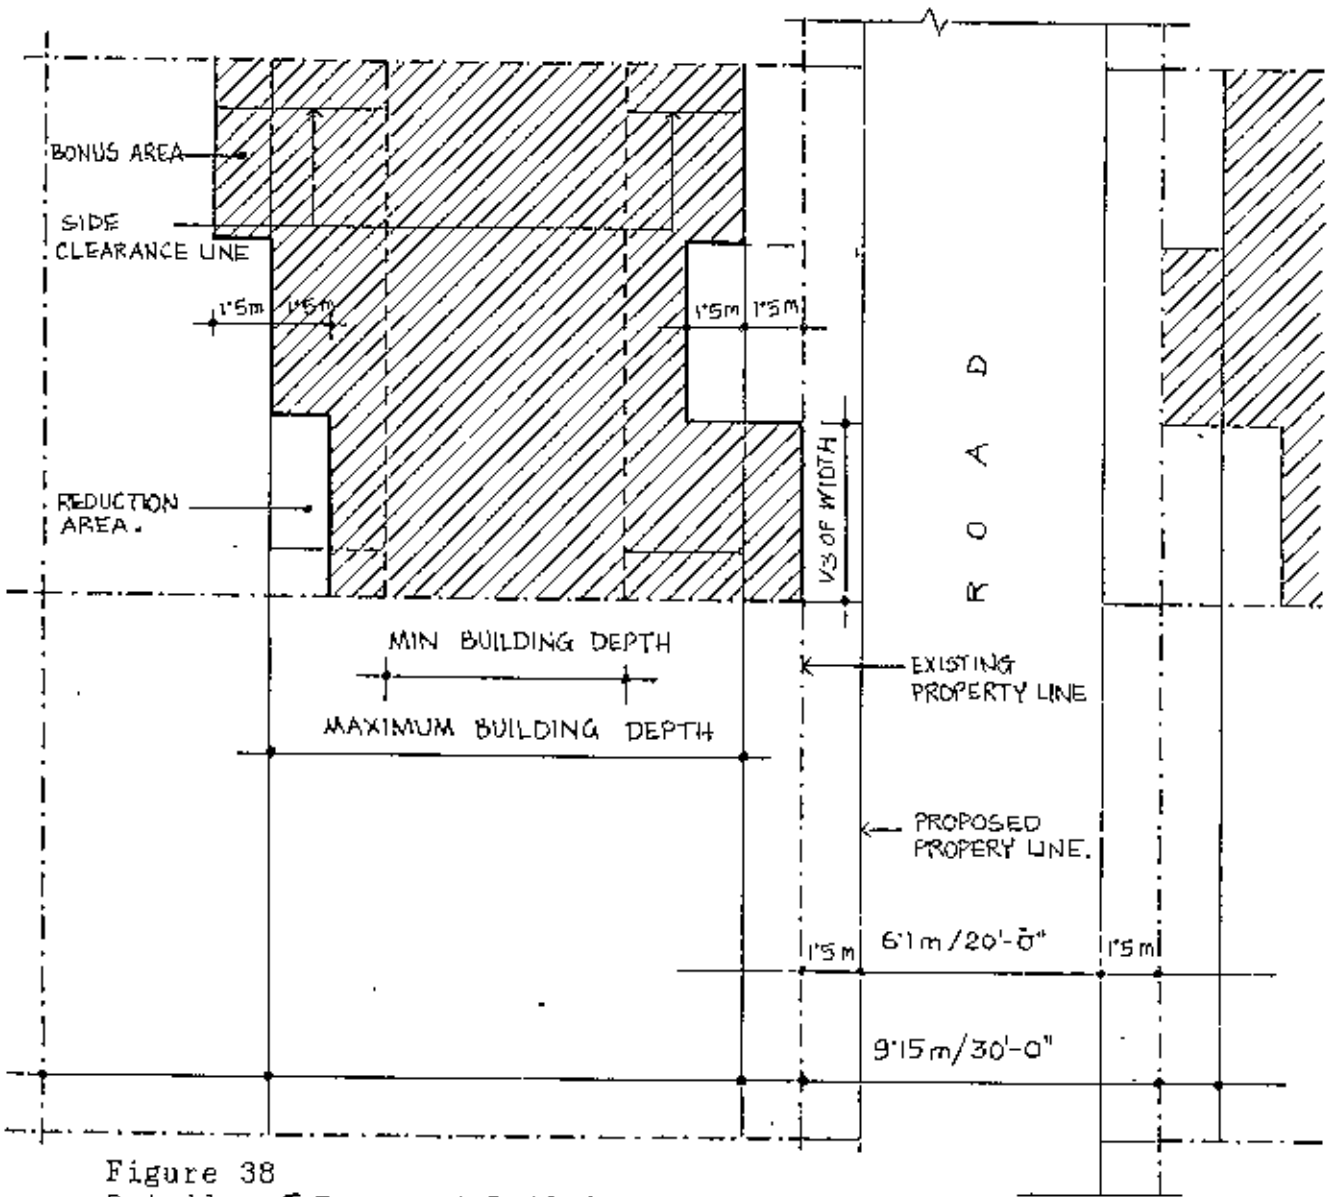 BONUS AREA
SIDE
CLEARANCE LINE
1·5m 1·5m
1·5m 1·5m
REDUCTION
AREA.
1/3 OF WIDTH
ROAD
MIN BUILDING DEPTH
EXISTING
PROPERTY LINE
MAXIMUM BUILDING DEPTH
PROPOSED
PROPERY LINE.
1·5m 6·1m/20'-0" 1·5m
9·15m/30'-0"
Figure 38